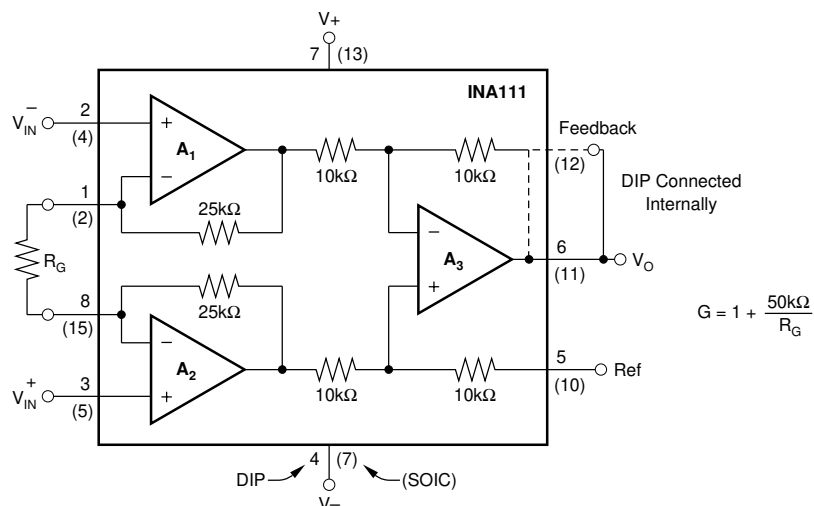 V+
7 (13)
INA111
V⁻IN
2
(4)
+
A1
−
10kΩ
10kΩ
Feedback
(12)
DIP Connected
Internally
1
(2)
25kΩ
RG
−
A3
+
6
(11)
VO
G = 1 + 50kΩ
RG
8
(15)
25kΩ
−
A2
+
10kΩ
10kΩ
5
(10)
Ref
V⁺IN
3
(5)
DIP
4 (7)
(SOIC)
V–